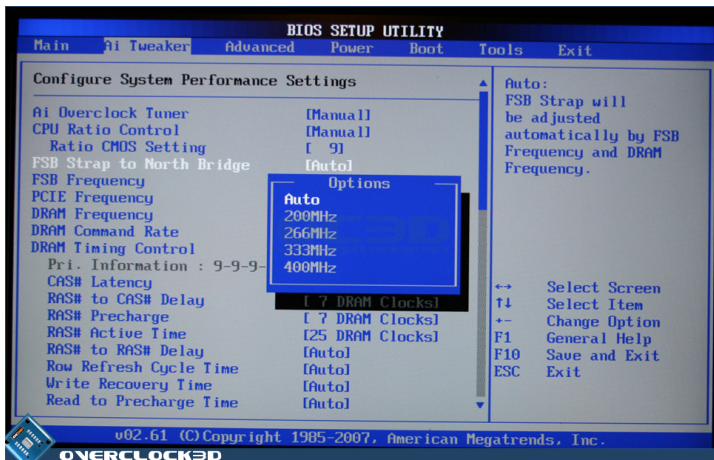 BIOS SETUP UTILITY
Main Ai Tweaker Advanced Power Boot Tools Exit
Configure System Performance Settings
Ai Overclock Tuner [Manual]
CPU Ratio Control [Manual]
Ratio CMOS Setting [ 9]
FSB Strap to North Bridge [Auto]
FSB Frequency
PCIE Frequency
DRAM Frequency
DRAM Command Rate
DRAM Timing Control
Pri. Information : 9-9-9-
CAS# Latency
RAS# to CAS# Delay [ 7 DRAM Clocks]
RAS# Precharge [ 7 DRAM Clocks]
RAS# Active Time [25 DRAM Clocks]
RAS# to RAS# Delay [Auto]
Row Refresh Cycle Time [Auto]
Write Recovery Time [Auto]
Read to Precharge Time [Auto]
Options
Auto
200MHz
266MHz
333MHz
400MHz
Auto:
FSB Strap will
be adjusted
automatically by FSB
Frequency and DRAM
Frequency.
↔ Select Screen
↑↓ Select Item
+- Change Option
F1 General Help
F10 Save and Exit
ESC Exit
v02.61 (C)Copyright 1985-2007, American Megatrends, Inc.
OVERCLOCK3D